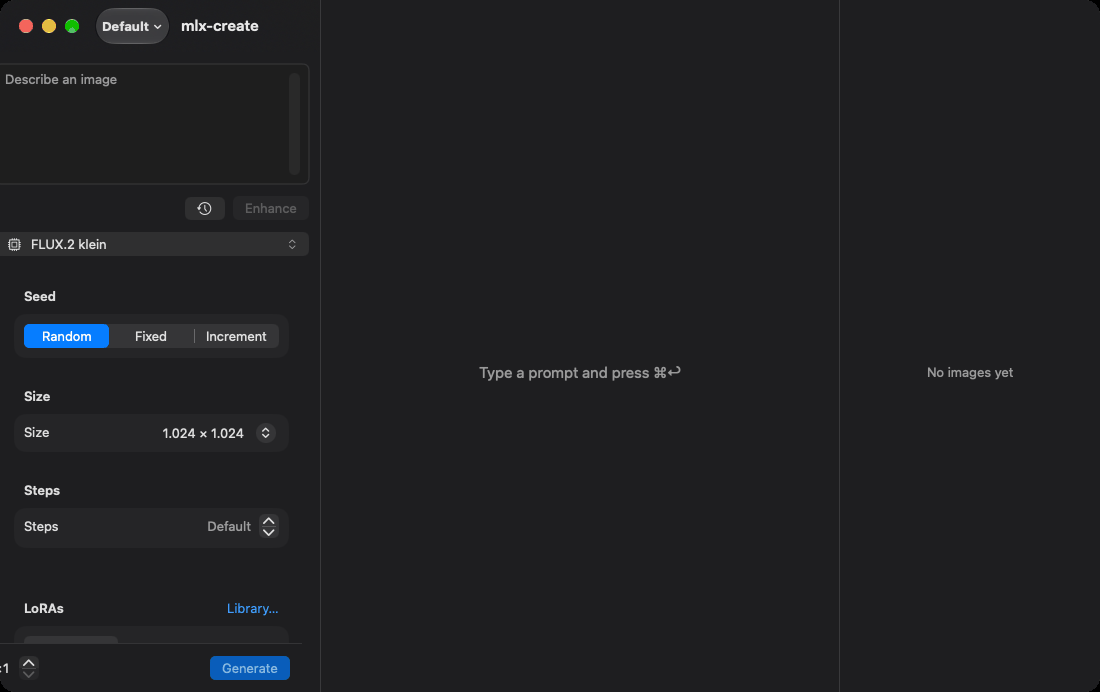 Default
mlx-create
Describe an image
Enhance
FLUX.2 klein
Seed
Random Fixed Increment
Size
Size 1.024 × 1.024
Steps
Steps Default
LoRAs Library...
:1 Generate
Type a prompt and press ⌘↩
No images yet